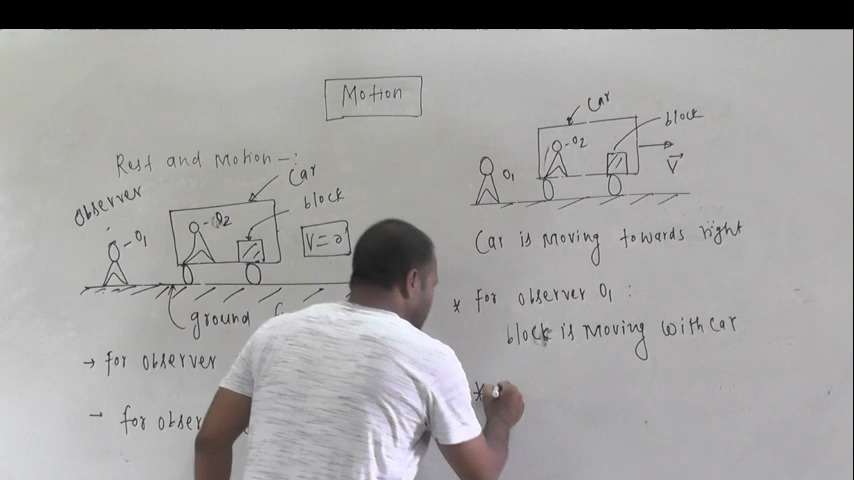 Motion
Rest and Motion -:
Observer
Car
block
O1
O2
V=0
ground
→ for observer
→ for obser
Car
block
O2
O1
V
Car is moving towards right
* for observer O1 :
block is moving with car
*